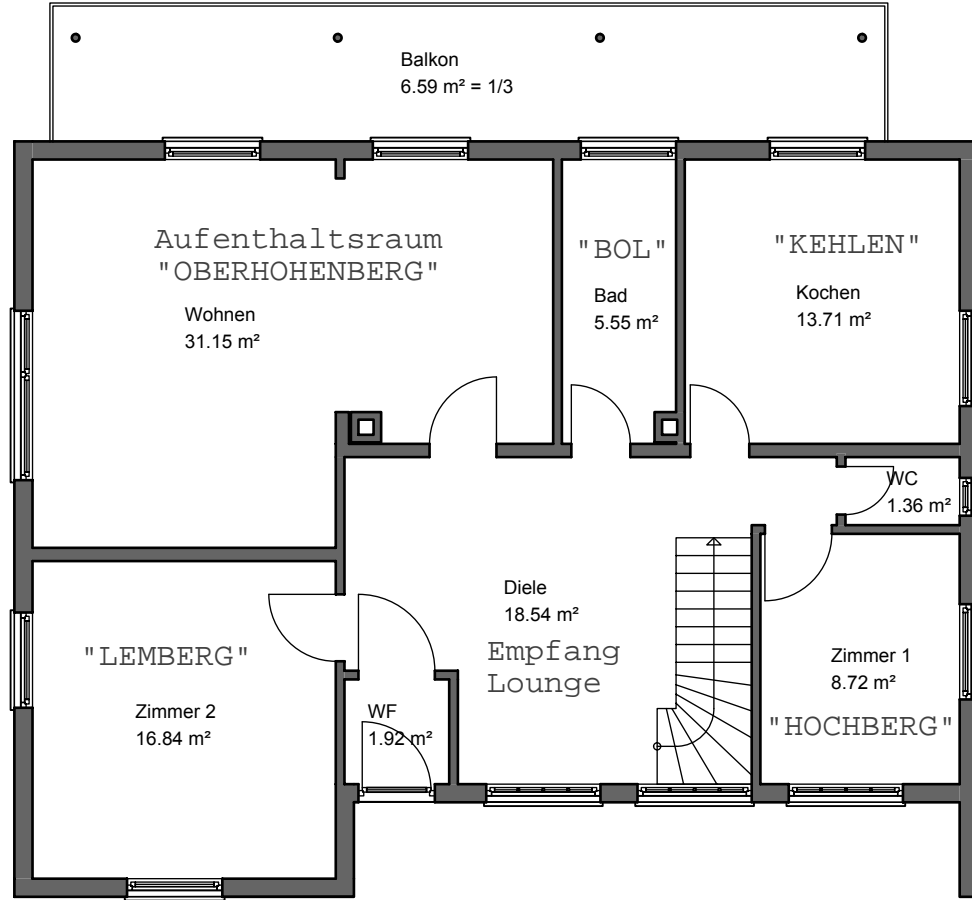 Balkon
6.59 m² = 1/3
Aufenthaltsraum
"OBERHOHENBERG"
Wohnen
31.15 m²
"BOL"
Bad
5.55 m²
"KEHLEN"
Kochen
13.71 m²
WC
1.36 m²
Diele
18.54 m²
Empfang
Lounge
"LEMBERG"
Zimmer 2
16.84 m²
WF
1.92 m²
Zimmer 1
8.72 m²
"HOCHBERG"